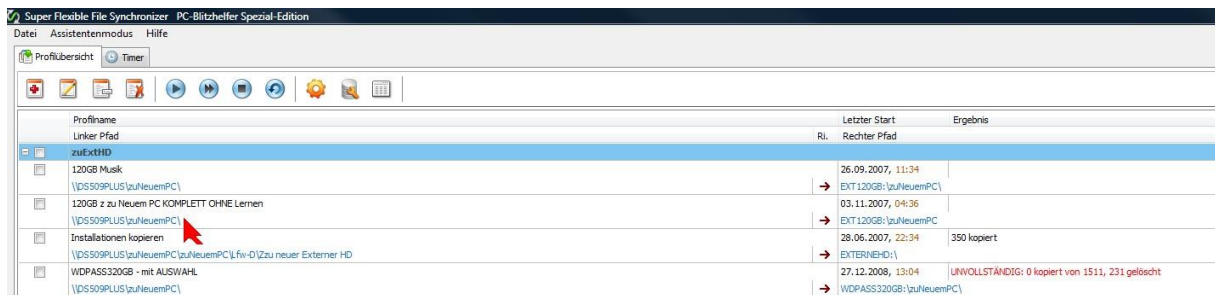 Super Flexible File Synchronizer PC-Blitzhelfer Spezial-Edition
Datei Assistentenmodus Hilfe
Profilübersicht Timer
Profilname Letzter Start Ergebnis
Linker Pfad Ri. Rechter Pfad
zuExtHD
120GB Musik 26.09.2007, 11:34
\\DS509PLUS\zuNeuemPC\ EXT120GB:\zuNeuemPC\
120GB z zu Neuem PC KOMPLETT OHNE Lernen 03.11.2007, 04:36
\\DS509PLUS\zuNeuemPC\ EXT120GB:\zuNeuemPC
Installationen kopieren 28.06.2007, 22:34 350 kopiert
\\DS509PLUS\zuNeuemPC\zuNeuemPC\Lfw-D\Zzu neuer Externer HD EXTERNEHD:\
WDPASS320GB - mit AUSWAHL 27.12.2008, 13:04 UNVOLLSTÄNDIG: 0 kopiert von 1511, 231 gelöscht
\\DS509PLUS\zuNeuemPC\ WDPASS320GB:\zuNeuemPC\